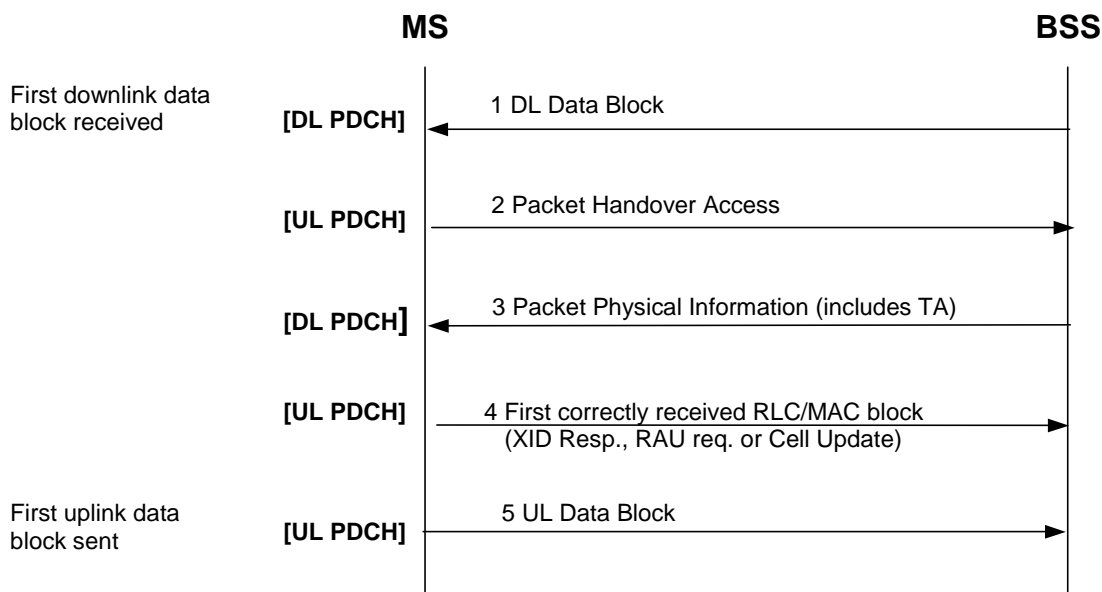 MS
BSS
First downlink data
block received
[DL PDCH]
1 DL Data Block
[UL PDCH]
2 Packet Handover Access
[DL PDCH]
3 Packet Physical Information (includes TA)
[UL PDCH]
4 First correctly received RLC/MAC block
(XID Resp., RAU req. or Cell Update)
First uplink data
block sent
[UL PDCH]
5 UL Data Block